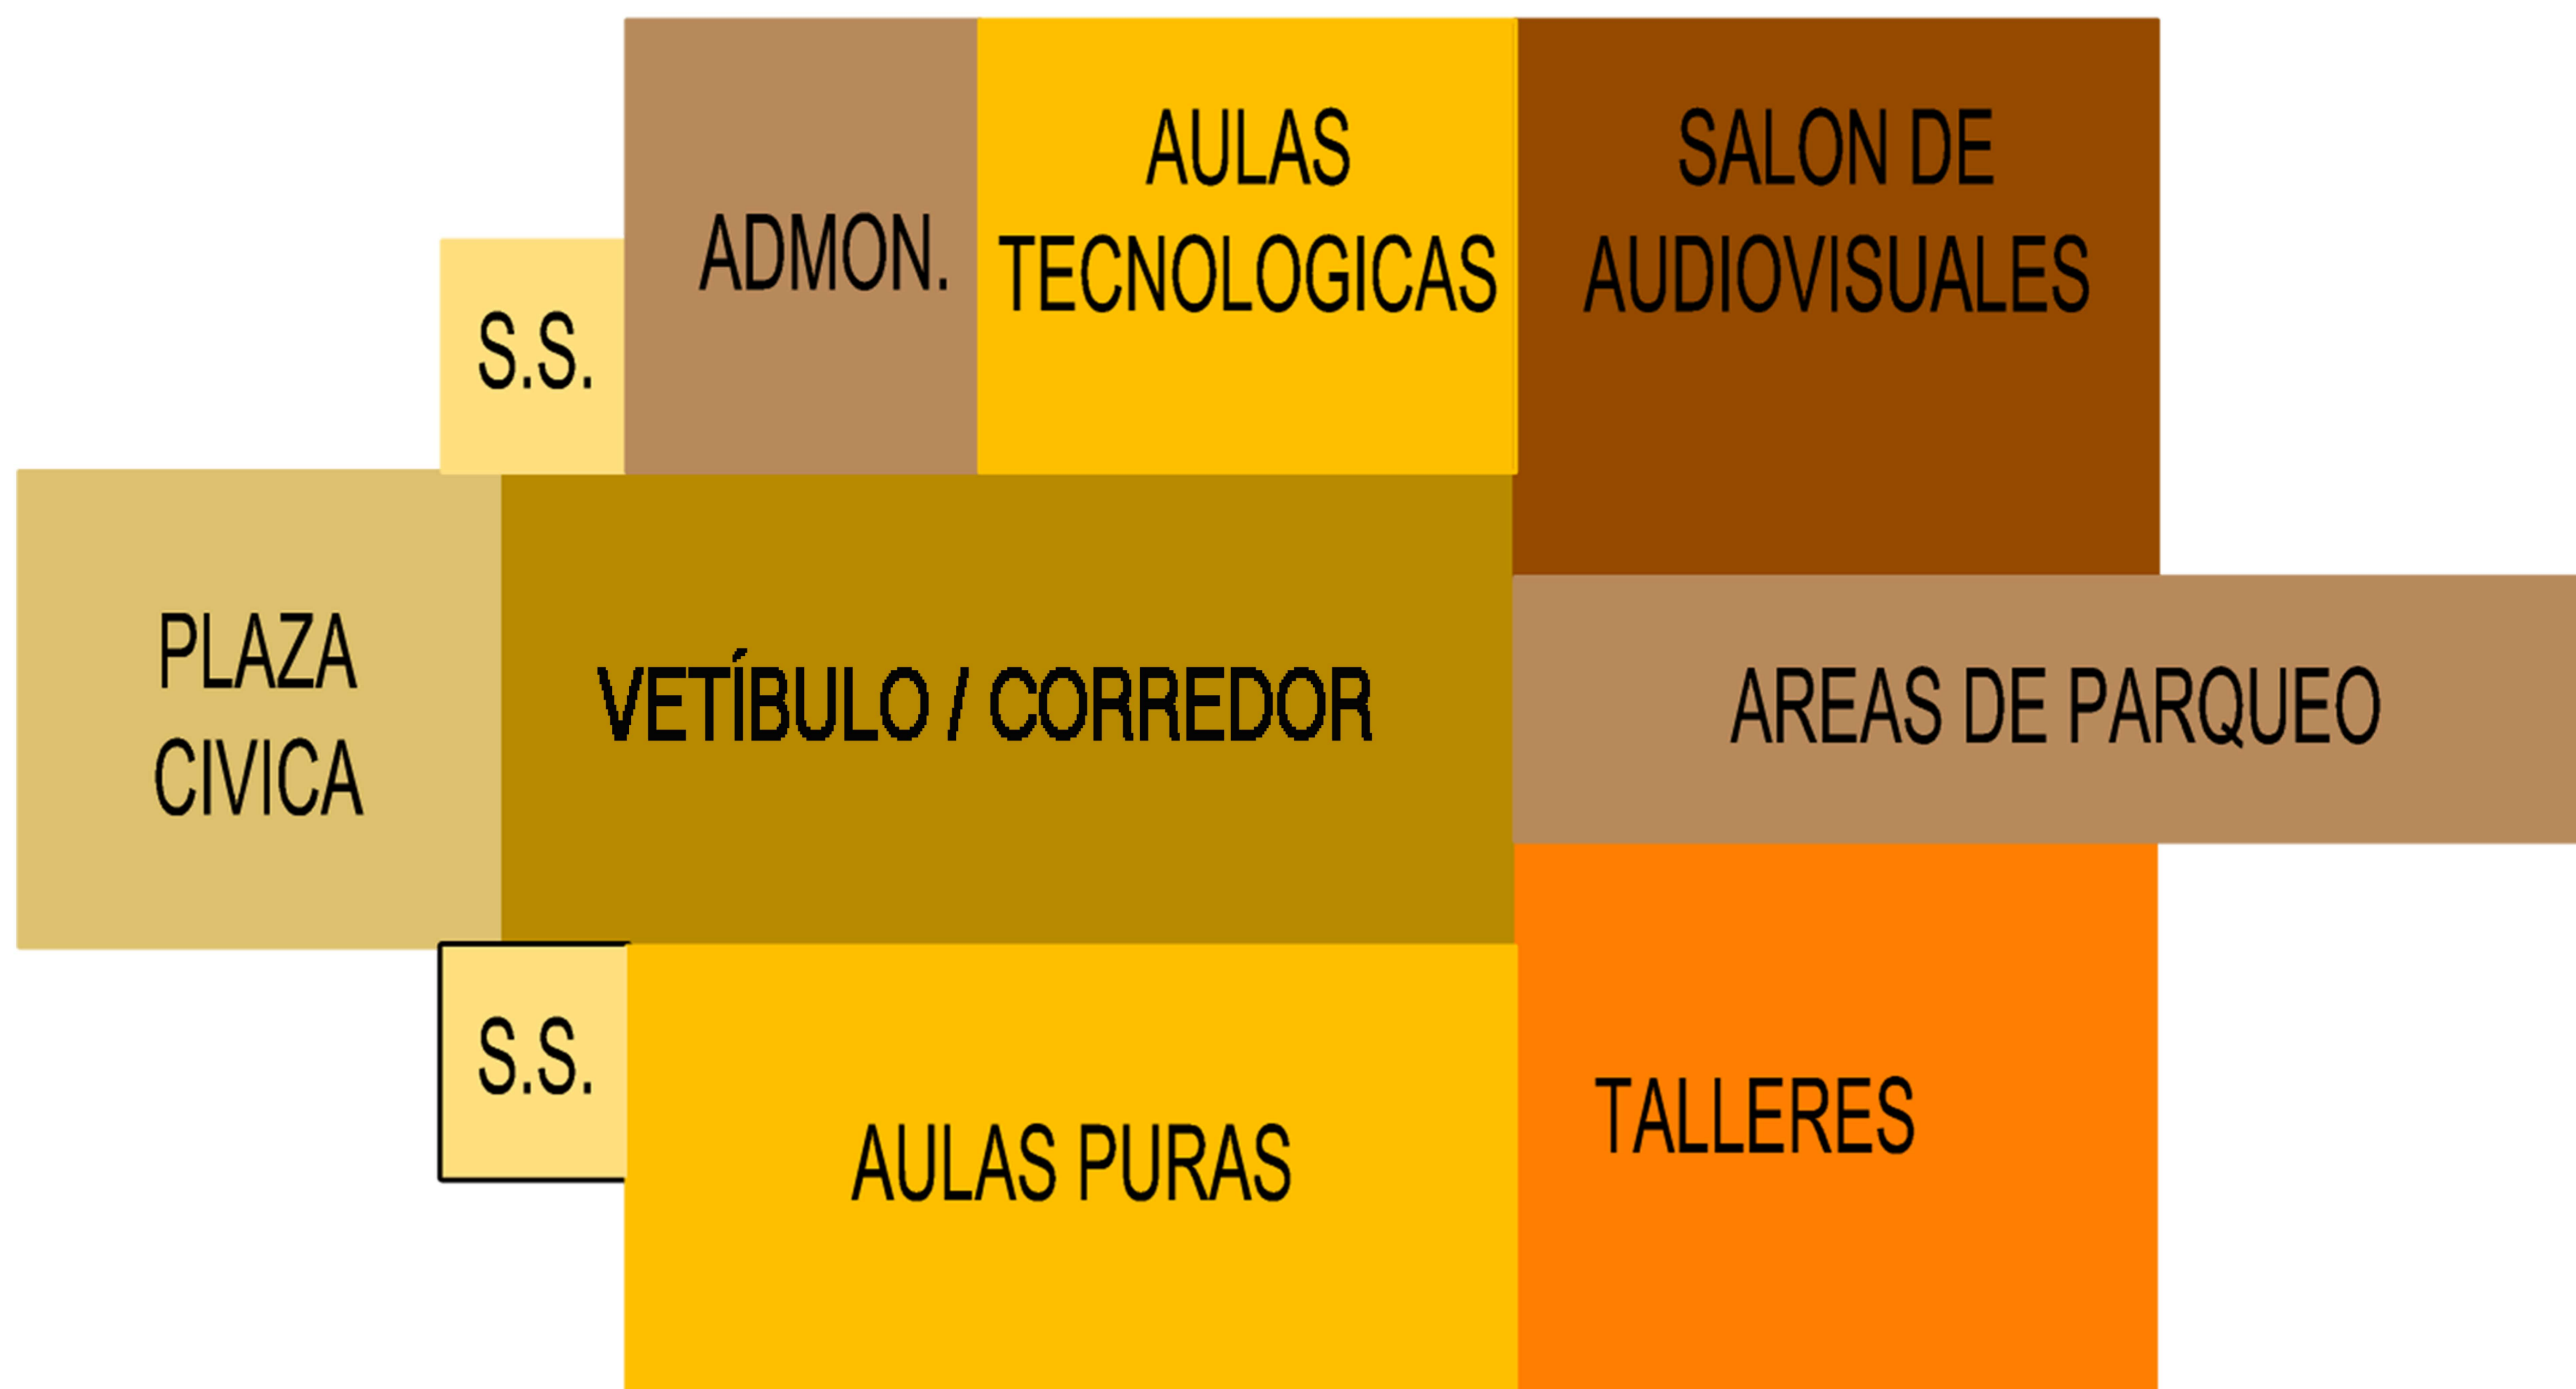 AULAS
TECNOLOGICAS
SALON DE
AUDIOVISUALES
ADMON.
S.S.
PLAZA
CIVICA
VETÍBULO / CORREDOR
AREAS DE PARQUEO
S.S.
AULAS PURAS
TALLERES